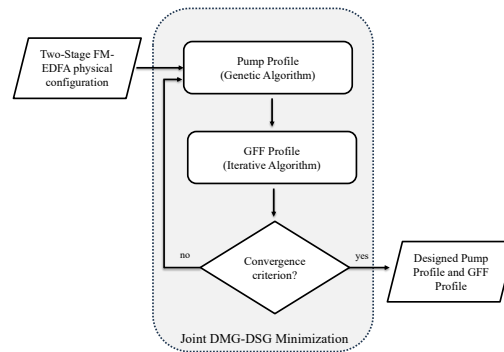 Two-Stage FM-
EDFA physical
configuration
Pump Profile
(Genetic Algorithm)
GFF Profile
(Iterative Algorithm)
Convergence
criterion?
no
yes
Designed Pump
Profile and GFF
Profile
Joint DMG-DSG Minimization